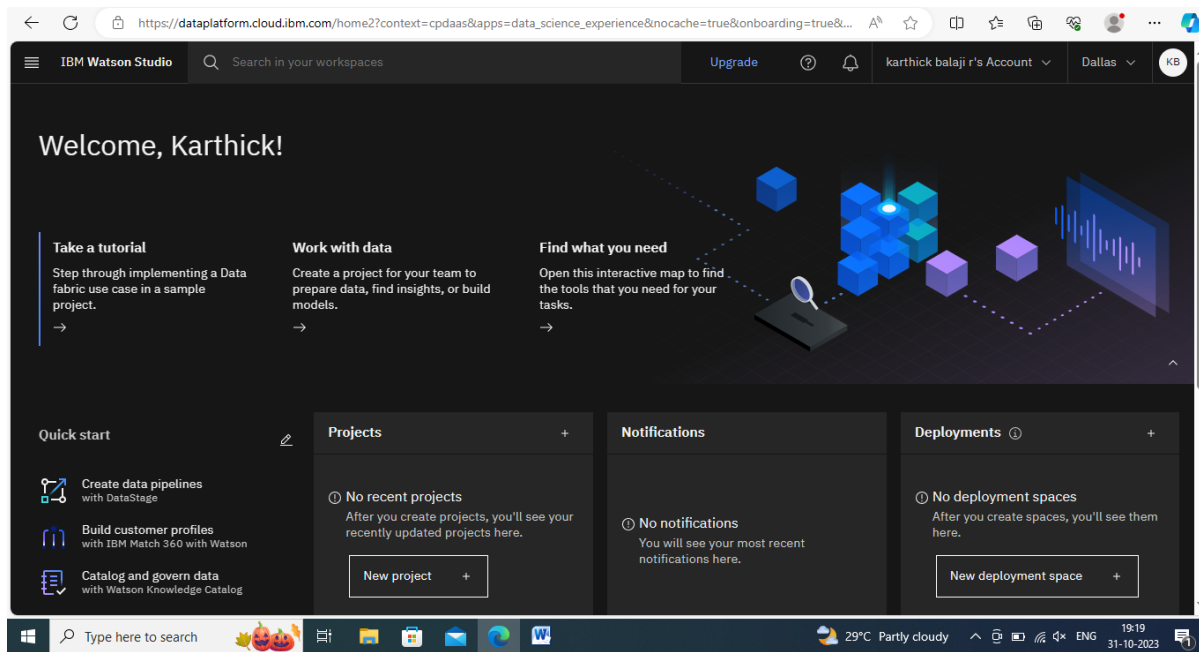 https://dataplatform.cloud.ibm.com/home2?context=cpdaas&apps=data_science_experience&nocache=true&onboarding=true&...
IBM Watson Studio
Search in your workspaces
Upgrade
karthick balaji r's Account
Dallas
KB
Welcome, Karthick!
Take a tutorial
Step through implementing a Data
fabric use case in a sample
project.
Work with data
Create a project for your team to
prepare data, find insights, or build
models.
Find what you need
Open this interactive map to find
the tools that you need for your
tasks.
Quick start
Create data pipelines
with DataStage
Build customer profiles
with IBM Match 360 with Watson
Catalog and govern data
with Watson Knowledge Catalog
Projects
No recent projects
After you create projects, you'll see your
recently updated projects here.
New project +
Notifications
No notifications
You will see your most recent
notifications here.
Deployments
No deployment spaces
After you create spaces, you'll see them
here.
New deployment space +
Type here to search
29°C Partly cloudy
ENG
19:19
31-10-2023
1